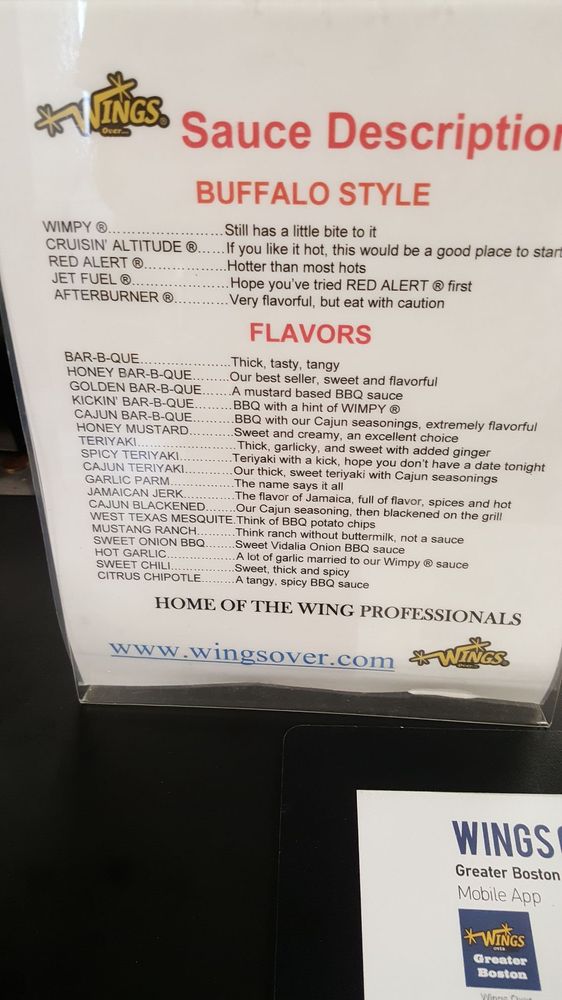 WINGS®
Over...
Sauce Description
BUFFALO STYLE
WIMPY ®........................Still has a little bite to it
CRUISIN' ALTITUDE ®......If you like it hot, this would be a good place to start
RED ALERT ®..................Hotter than most hots
JET FUEL ®.....................Hope you've tried RED ALERT ® first
AFTERBURNER ®............Very flavorful, but eat with caution
FLAVORS
BAR-B-QUE....................Thick, tasty, tangy
HONEY BAR-B-QUE........Our best seller, sweet and flavorful
GOLDEN BAR-B-QUE......A mustard based BBQ sauce
KICKIN' BAR-B-QUE........BBQ with a hint of WIMPY ®
CAJUN BAR-B-QUE.........BBQ with our Cajun seasonings, extremely flavorful
HONEY MUSTARD..........Sweet and creamy, an excellent choice
TERIYAKI.......................Thick, garlicky, and sweet with added ginger
SPICY TERIYAKI.............Teriyaki with a kick, hope you don't have a date tonight
CAJUN TERIYAKI............Our thick, sweet teriyaki with Cajun seasonings
GARLIC PARM................The name says it all
JAMAICAN JERK.............The flavor of Jamaica, full of flavor, spices and hot
CAJUN BLACKENED.......Our Cajun seasoning, then blackened on the grill
WEST TEXAS MESQUITE.Think of BBQ potato chips
MUSTANG RANCH..........Think ranch without buttermilk, not a sauce
SWEET ONION BBQ.......Sweet Vidalia Onion BBQ sauce
HOT GARLIC..................A lot of garlic married to our Wimpy ® sauce
SWEET CHILI.................Sweet, thick and spicy
CITRUS CHIPOTLE.........A tangy, spicy BBQ sauce
HOME OF THE WING PROFESSIONALS
www.wingsover.com
WINGS®
WINGS
Greater Boston
Mobile App
WINGS
OVER
Greater
Boston
Wings Over